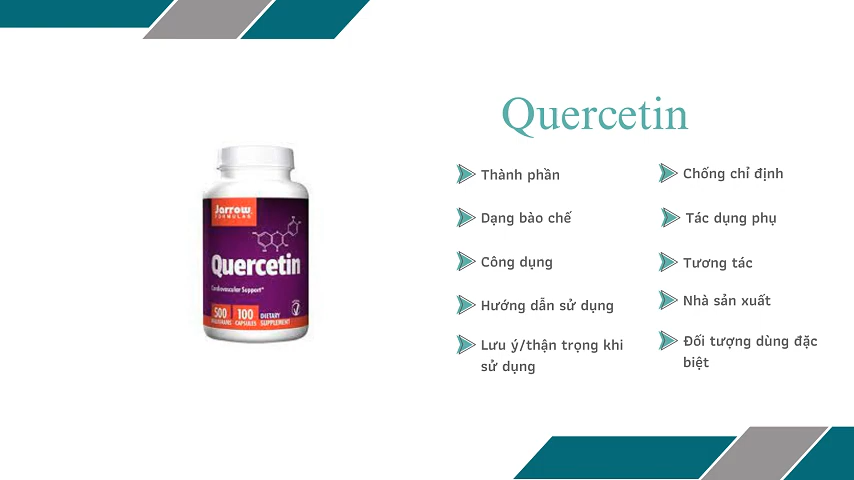 Quercetin
Thành phần
Dạng bào chế
Công dụng
Hướng dẫn sử dụng
Lưu ý/thận trọng khi
sử dụng
Chống chỉ định
Tác dụng phụ
Tương tác
Nhà sản xuất
Đối tượng dùng đặc
biệt
Jarrow
FORMULAS
Quercetin
Cardiovascular Support*
500
MILLIGRAMS
100
CAPSULES
DIETARY
SUPPLEMENT